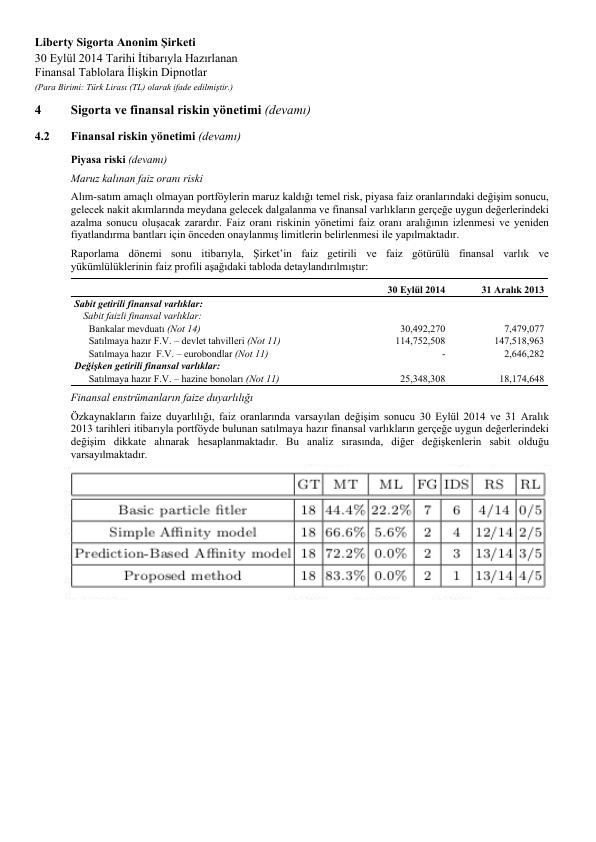 Liberty Sigorta Anonim Şirketi
30 Eylül 2014 Tarihi İtibarıyla Hazırlanan
Finansal Tablolara İlişkin Dipnotlar
(Para Birimi: Türk Lirası (TL) olarak ifade edilmiştir.)
4 Sigorta ve finansal riskin yönetimi (devamı)
4.2 Finansal riskin yönetimi (devamı)
Piyasa riski (devamı)
Maruz kalınan faiz oranı riski
Alım-satım amaçlı olmayan portföylerin maruz kaldığı temel risk, piyasa faiz oranlarındaki değişim sonucu,
gelecek nakit akımlarında meydana gelecek dalgalanma ve finansal varlıkların gerçeğe uygun değerlerindeki
azalma sonucu oluşacak zarardır. Faiz oranı riskinin yönetimi faiz oranı aralığının izlenmesi ve yeniden
fiyatlandırma bantları için önceden onaylanmış limitlerin belirlenmesi ile yapılmaktadır.
Raporlama dönemi sonu itibarıyla, Şirket’in faiz getirili ve faiz götürülü finansal varlık ve
yükümlülüklerinin faiz profili aşağıdaki tabloda detaylandırılmıştır:
30 Eylül 2014 31 Aralık 2013
Sabit getirili finansal varlıklar:
Sabit faizli finansal varlıklar:
Bankalar mevduatı (Not 14) 30,492,270 7,479,077
Satılmaya hazır F.V. – devlet tahvilleri (Not 11) 114,752,508 147,518,963
Satılmaya hazır F.V. – eurobondlar (Not 11) - 2,646,282
Değişken getirili finansal varlıklar:
Satılmaya hazır F.V. – hazine bonoları (Not 11) 25,348,308 18,174,648
Finansal enstrümanların faize duyarlılığı
Özkaynakların faize duyarlılığı, faiz oranlarında varsayılan değişim sonucu 30 Eylül 2014 ve 31 Aralık
2013 tarihleri itibarıyla portföyde bulunan satılmaya hazır finansal varlıkların gerçeğe uygun değerlerindeki
değişim dikkate alınarak hesaplanmaktadır. Bu analiz sırasında, diğer değişkenlerin sabit olduğu
varsayılmaktadır.
GT MT ML FG IDS RS RL
Basic particle fitler 18 44.4% 22.2% 7 6 4/14 0/5
Simple Affinity model 18 66.6% 5.6% 2 4 12/14 2/5
Prediction-Based Affinity model 18 72.2% 0.0% 2 3 13/14 3/5
Proposed method 18 83.3% 0.0% 2 1 13/14 4/5